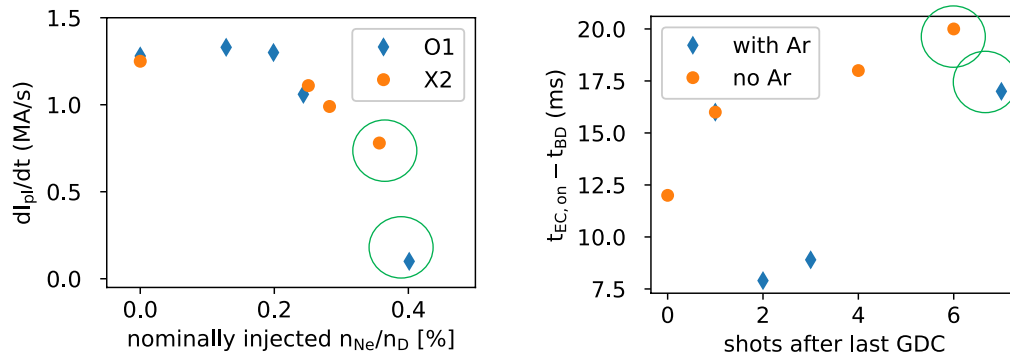 1.5
1.0
0.5
0.0
dI_pl/dt (MA/s)
O1
X2
0.0 0.2 0.4
nominally injected n_Ne/n_D [%]
20.0
17.5
15.0
12.5
10.0
7.5
t_EC,on − t_BD (ms)
with Ar
no Ar
0 2 4 6
shots after last GDC